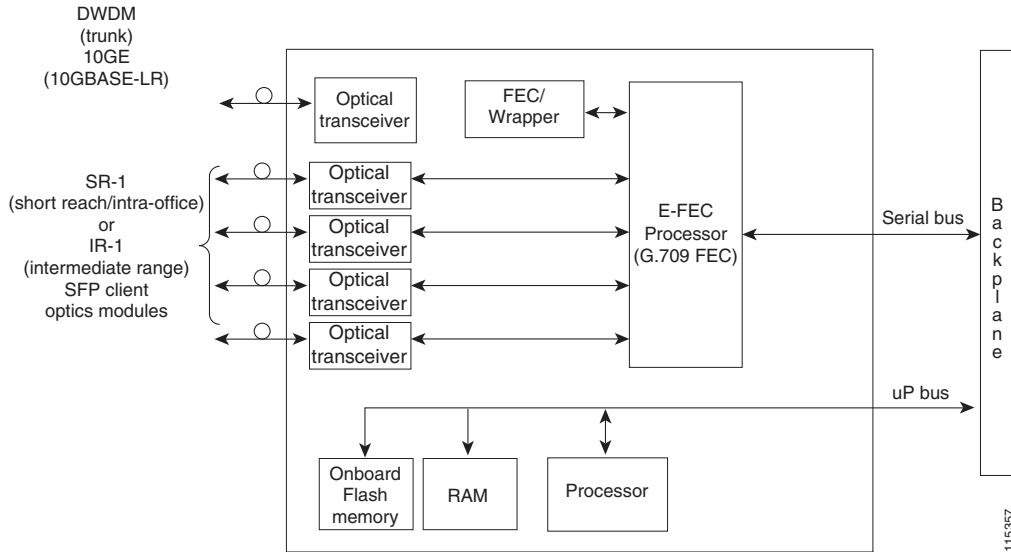 DWDM
(trunk)
10GE
(10GBASE-LR)
Optical
transceiver
FEC/
Wrapper
SR-1
(short reach/intra-office)
or
IR-1
(intermediate range)
SFP client
optics modules
Optical
transceiver
Optical
transceiver
Optical
transceiver
Optical
transceiver
E-FEC
Processor
(G.709 FEC)
Serial bus
Backplane
uP bus
Onboard
Flash
memory
RAM
Processor
115357